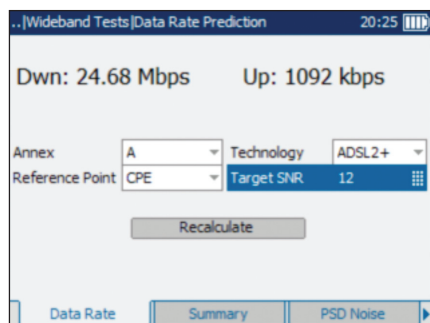 ..|Wideband Tests|Data Rate Prediction 20:25
Dwn: 24.68 Mbps Up: 1092 kbps
Annex A Technology ADSL2+
Reference Point CPE Target SNR 12
Recalculate
Data Rate Summary PSD Noise